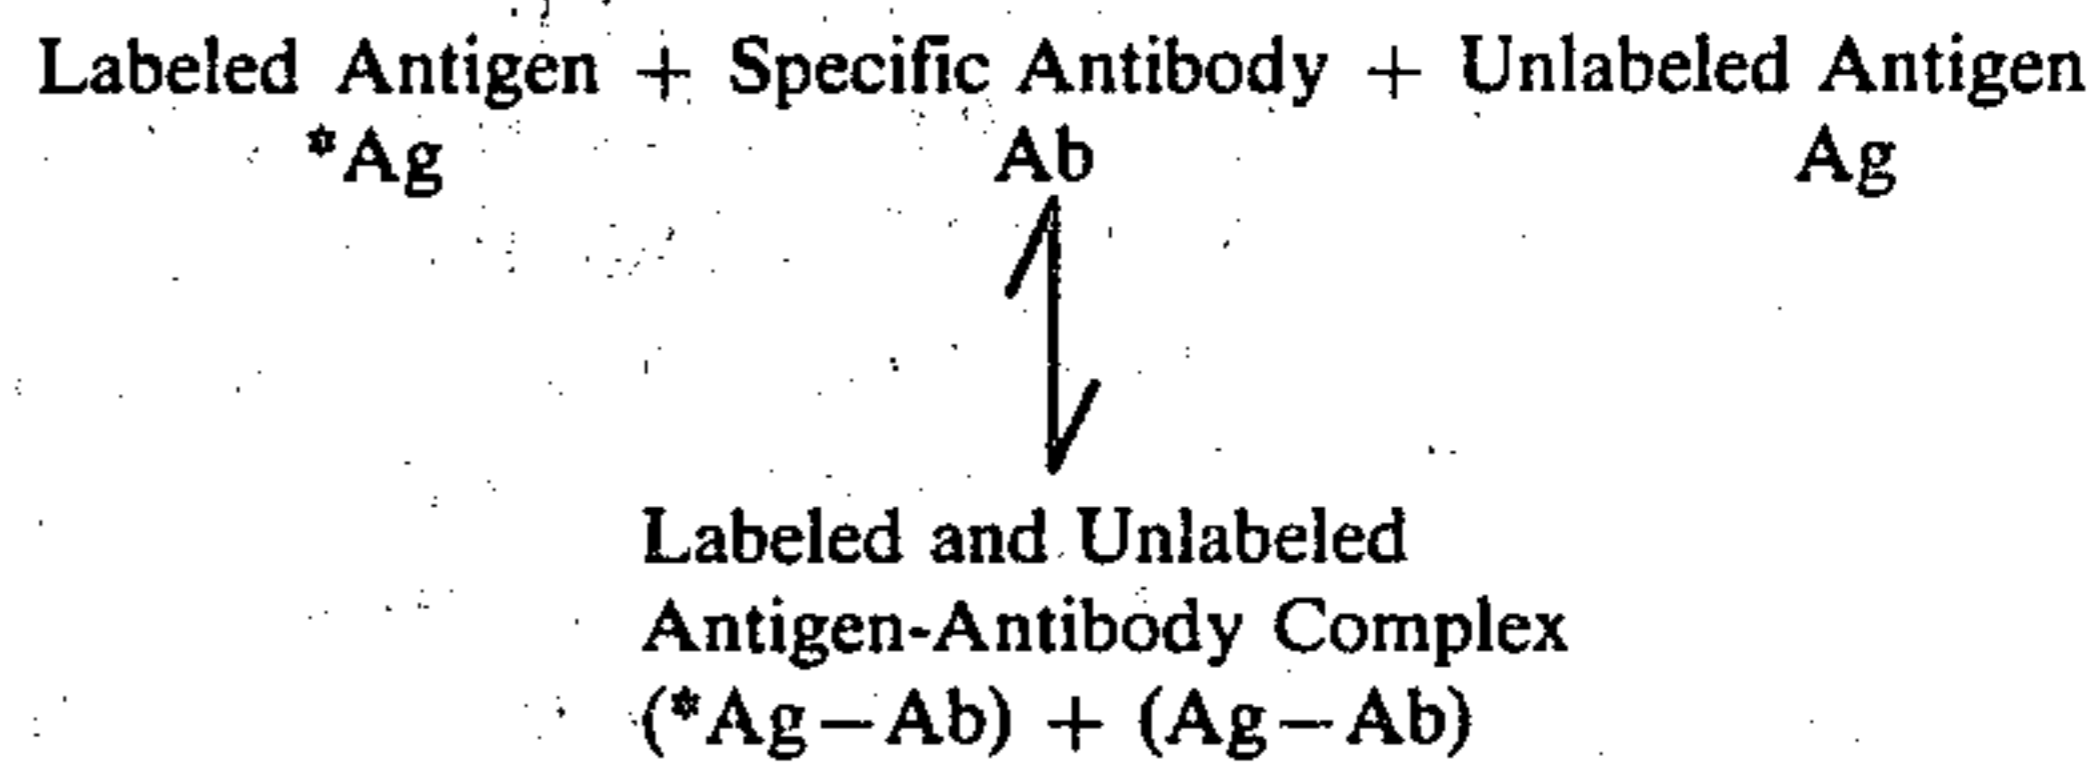 Labeled Antigen + Specific Antibody + Unlabeled Antigen
*Ag Ab Ag
Labeled and Unlabeled
Antigen-Antibody Complex
(*Ag—Ab) + (Ag—Ab)